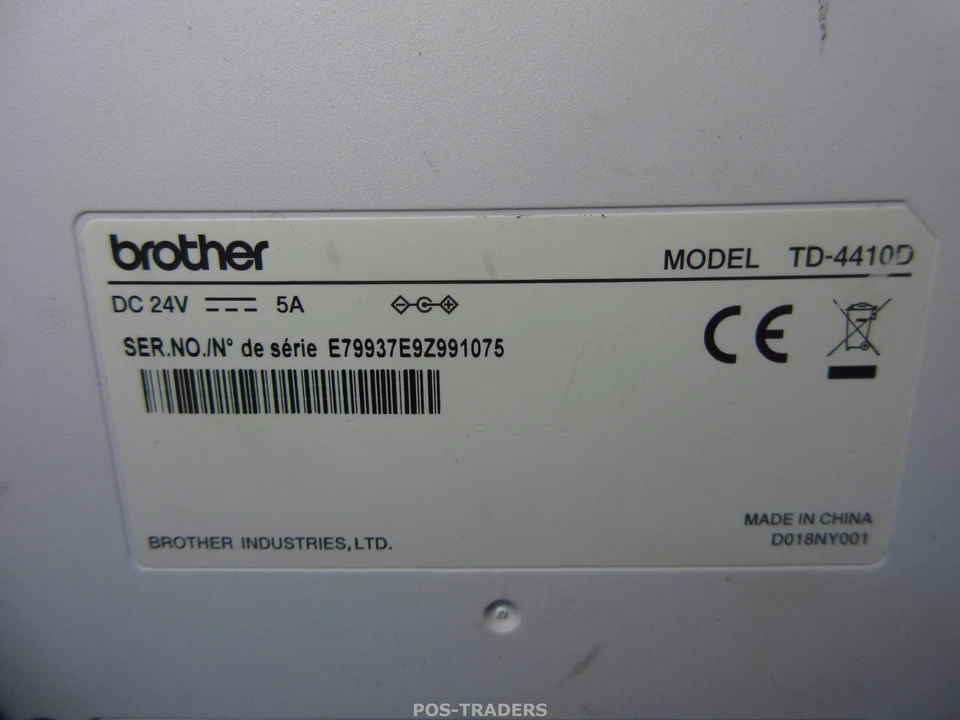 brother
MODEL TD-4410D
DC 24V 5A
SER.NO./N° de série E79937E9Z991075
CE
MADE IN CHINA
D018NY001
BROTHER INDUSTRIES, LTD.
POS-TRADERS